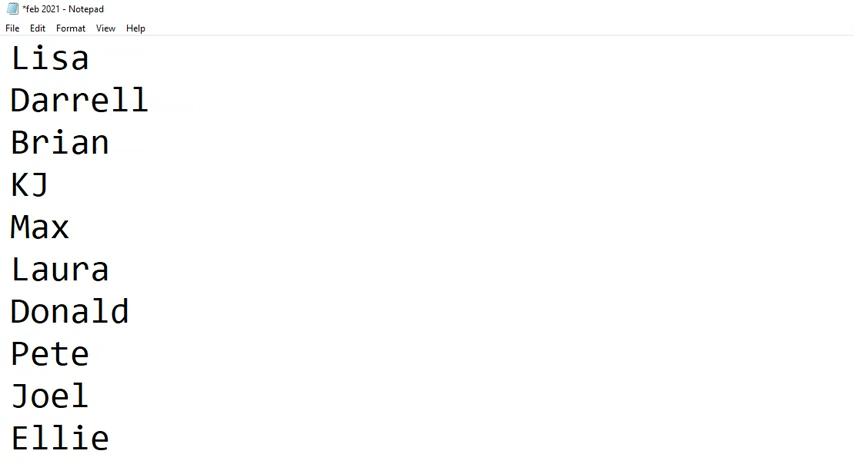 *feb 2021 - Notepad
File Edit Format View Help
Lisa
Darrell
Brian
KJ
Max
Laura
Donald
Pete
Joel
Ellie